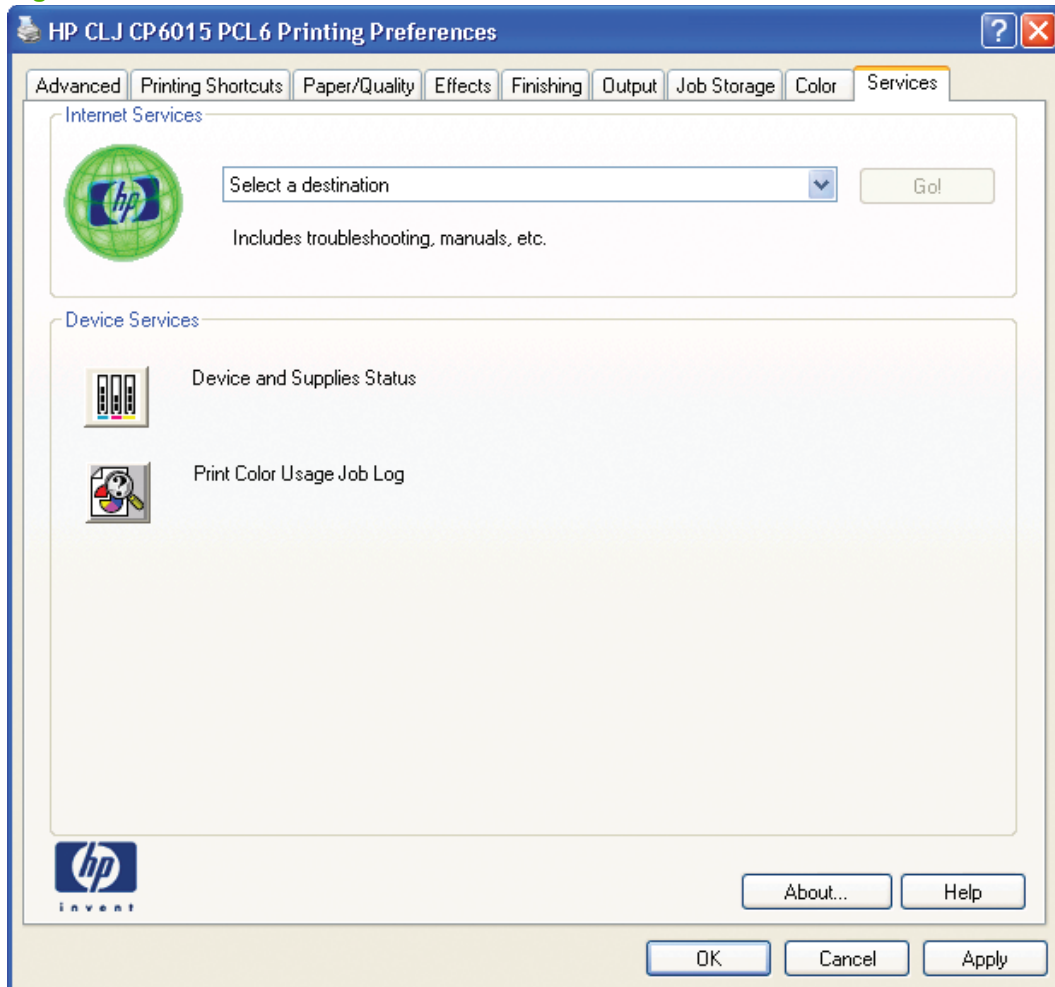 HP CLJ CP6015 PCL6 Printing Preferences
Advanced Printing Shortcuts Paper/Quality Effects Finishing Output Job Storage Color Services
Internet Services
hp
Select a destination
Go!
Includes troubleshooting, manuals, etc.
Device Services
Device and Supplies Status
Print Color Usage Job Log
hp
invent
About...
Help
OK
Cancel
Apply